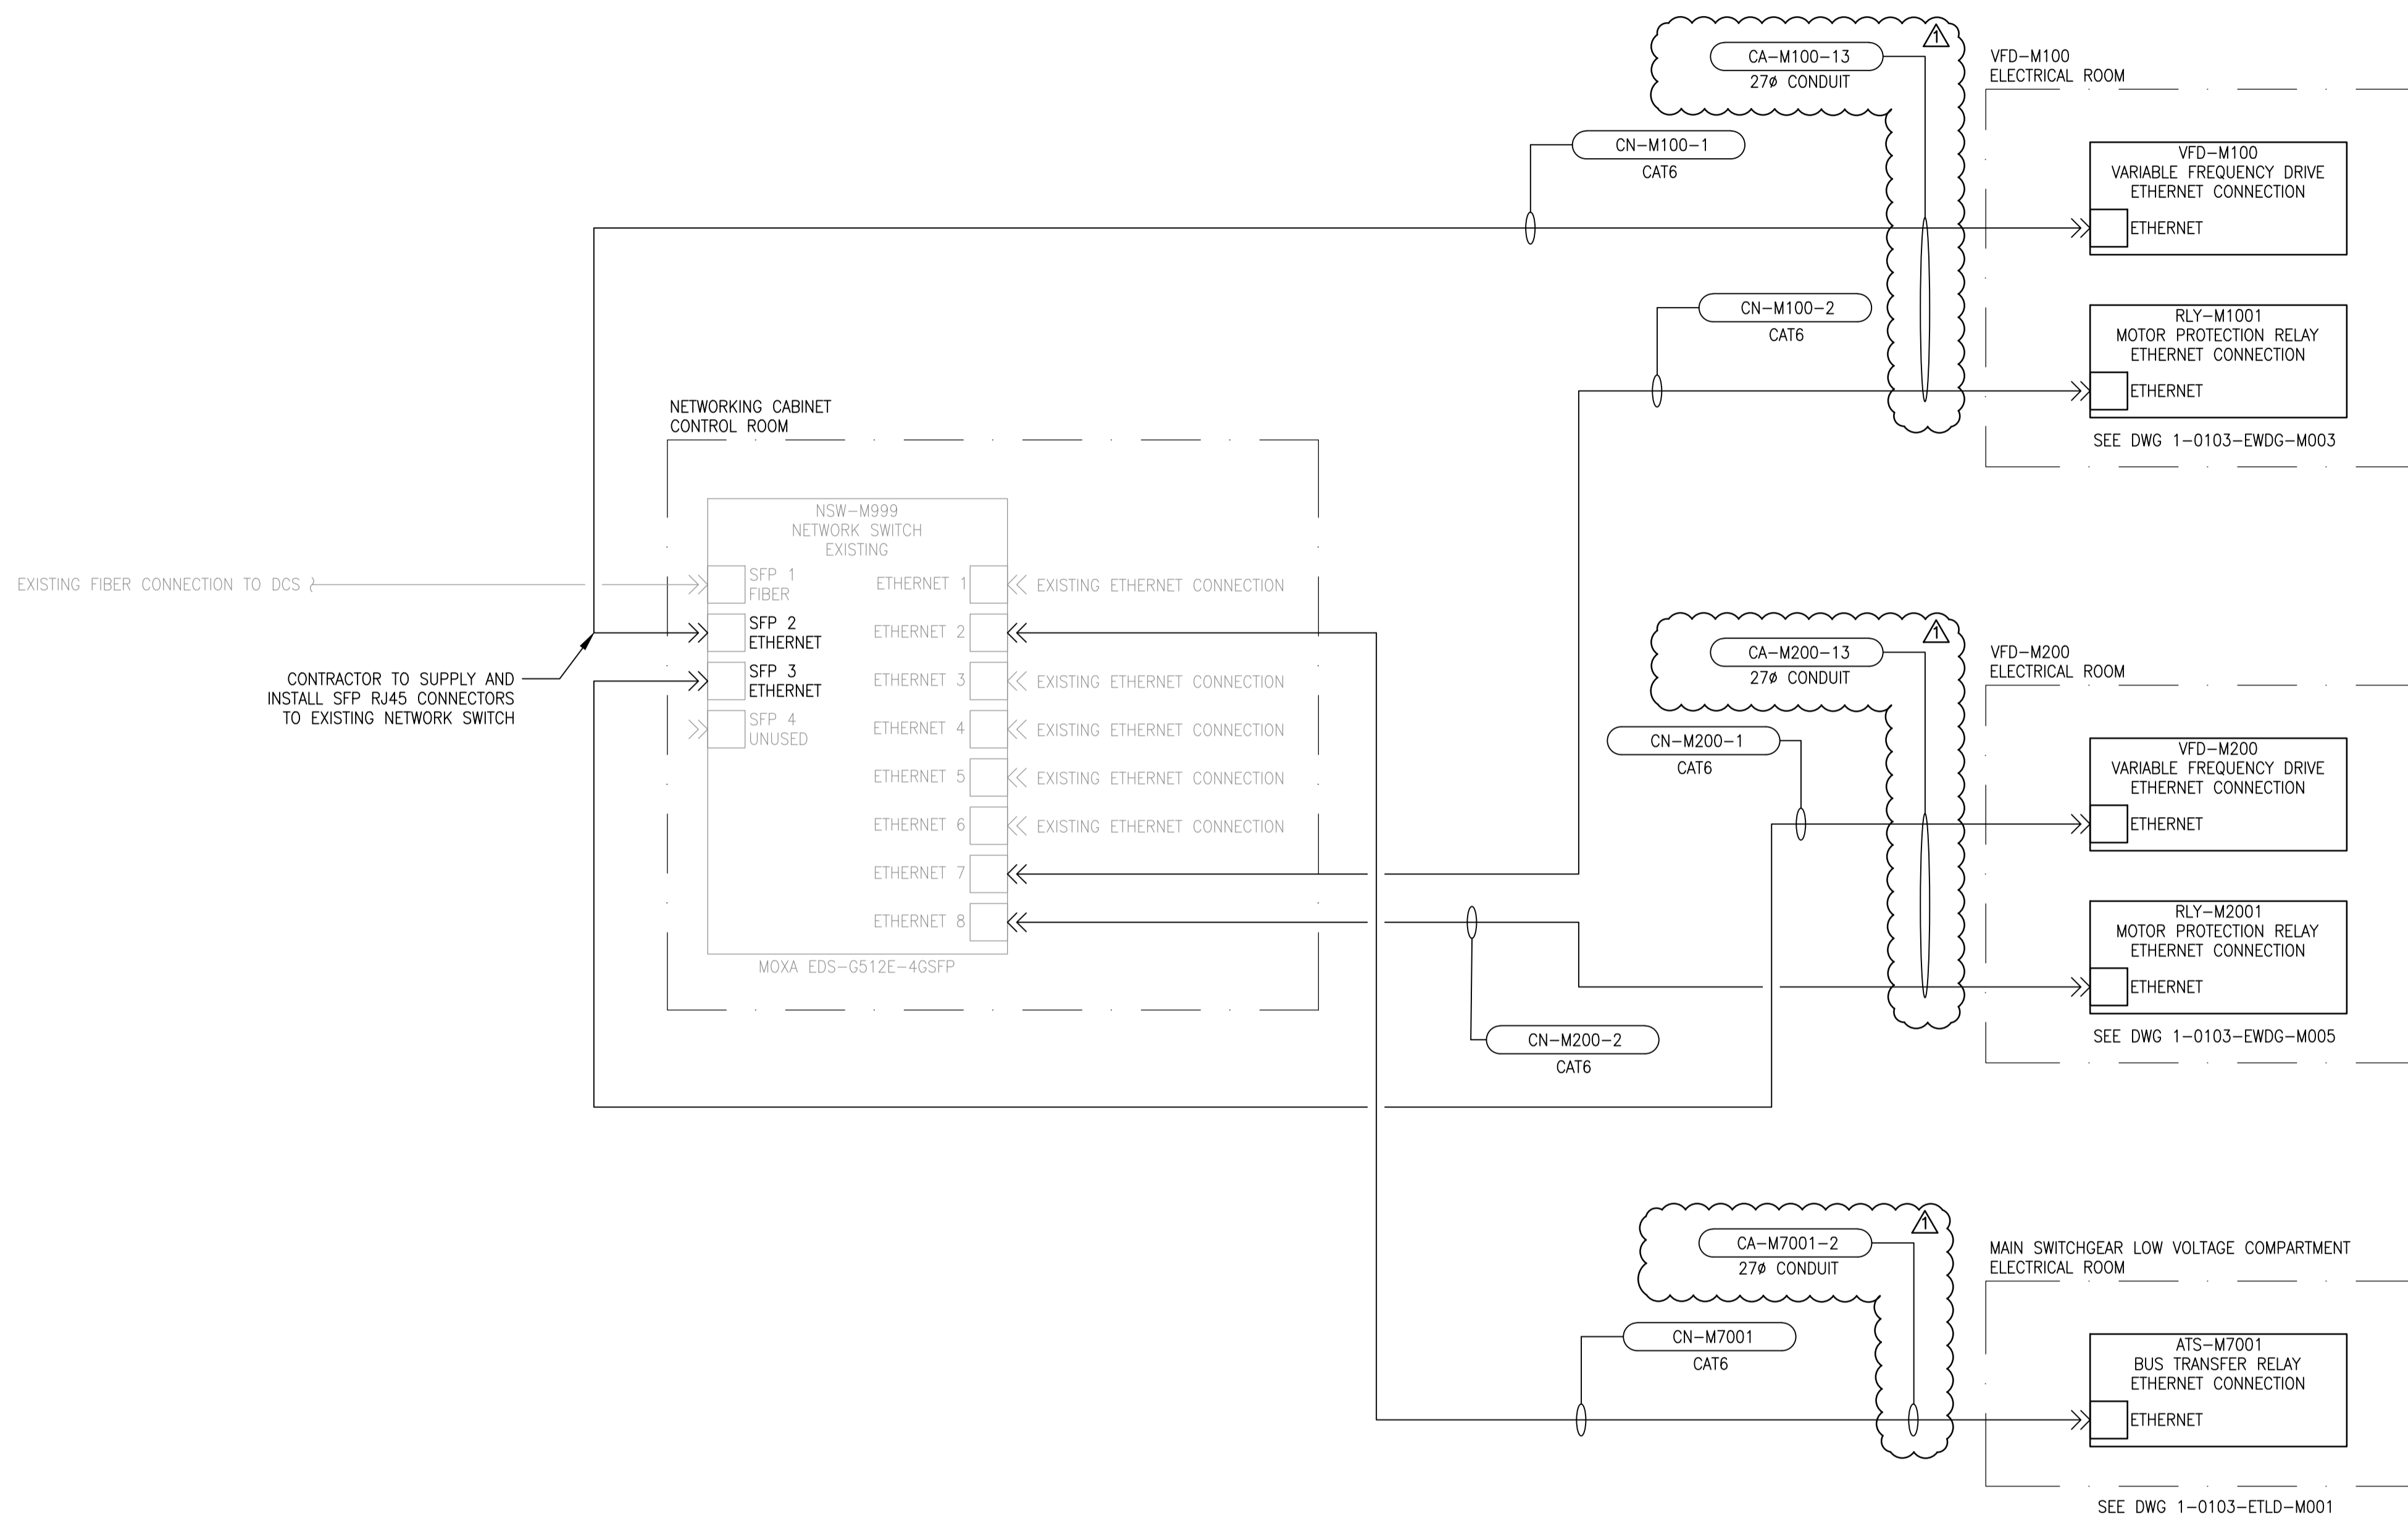 1
CA-M100-13
27ø CONDUIT
VFD-M100
ELECTRICAL ROOM
CN-M100-1
CAT6
VFD-M100
VARIABLE FREQUENCY DRIVE
ETHERNET CONNECTION
ETHERNET
CN-M100-2
CAT6
RLY-M1001
MOTOR PROTECTION RELAY
ETHERNET CONNECTION
ETHERNET
SEE DWG 1-0103-EWDG-M003
NETWORKING CABINET
CONTROL ROOM
NSW-M999
NETWORK SWITCH
EXISTING
EXISTING FIBER CONNECTION TO DCS
SFP 1
FIBER
SFP 2
ETHERNET
SFP 3
ETHERNET
SFP 4
UNUSED
CONTRACTOR TO SUPPLY AND
INSTALL SFP RJ45 CONNECTORS
TO EXISTING NETWORK SWITCH
ETHERNET 1
EXISTING ETHERNET CONNECTION
ETHERNET 2
ETHERNET 3
EXISTING ETHERNET CONNECTION
ETHERNET 4
EXISTING ETHERNET CONNECTION
ETHERNET 5
EXISTING ETHERNET CONNECTION
ETHERNET 6
EXISTING ETHERNET CONNECTION
ETHERNET 7
ETHERNET 8
MOXA EDS-G512E-4GSFP
1
CA-M200-13
27ø CONDUIT
VFD-M200
ELECTRICAL ROOM
CN-M200-1
CAT6
VFD-M200
VARIABLE FREQUENCY DRIVE
ETHERNET CONNECTION
ETHERNET
RLY-M2001
MOTOR PROTECTION RELAY
ETHERNET CONNECTION
ETHERNET
SEE DWG 1-0103-EWDG-M005
CN-M200-2
CAT6
1
CA-M7001-2
27ø CONDUIT
MAIN SWITCHGEAR LOW VOLTAGE COMPARTMENT
ELECTRICAL ROOM
CN-M7001
CAT6
ATS-M7001
BUS TRANSFER RELAY
ETHERNET CONNECTION
ETHERNET
SEE DWG 1-0103-ETLD-M001